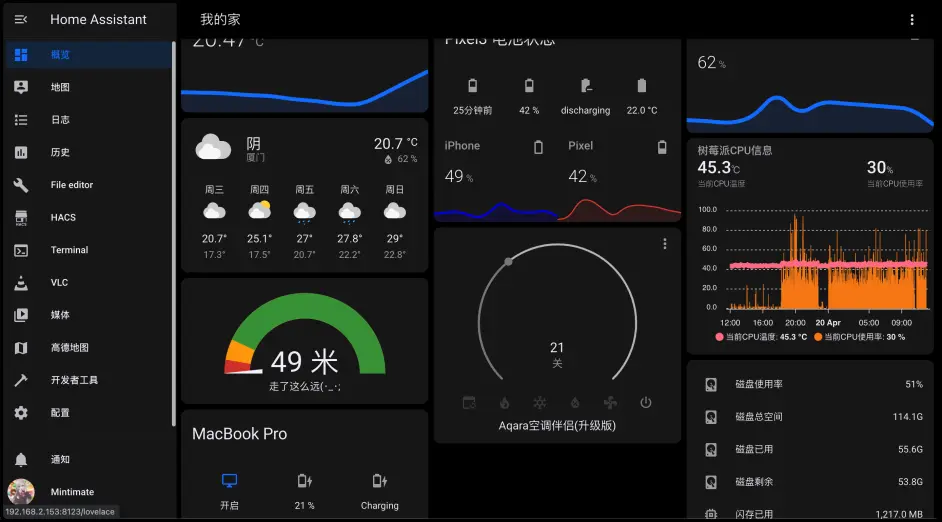 Home Assistant
概览
地图
日志
历史
File editor
HACS
HACS
Terminal
VLC
媒体
高德地图
开发者工具
配置
通知
Mintimate
192.168.2.153:8123/lovelace
我的家
20.47 °C
阴
厦门
20.7 °C
62 %
周三 周四 周五 周六 周日
20.7° 25.1° 27° 27.8° 29°
17.3° 17.5° 20.7° 22.2° 22.8°
49 米
走了这么远(·_·;
MacBook Pro
开启 21 % Charging
Pixel3 电池状态
25分钟前 42 % discharging 22.0 °C
iPhone
49 %
Pixel
42 %
21
关
Aqara空调伴侣(升级版)
62 %
树莓派CPU信息
45.3°C
当前CPU温度
30%
当前CPU使用率
100.0
80.0
60.0
40.0
20.0
0.0
12:00 16:00 20:00 20 Apr 05:00 09:00
当前CPU温度: 45.3 °C 当前CPU使用率: 30 %
磁盘使用率 51%
磁盘总空间 114.1G
磁盘已用 55.6G
磁盘剩余 53.8G
闪存已用 1,217.0 MB